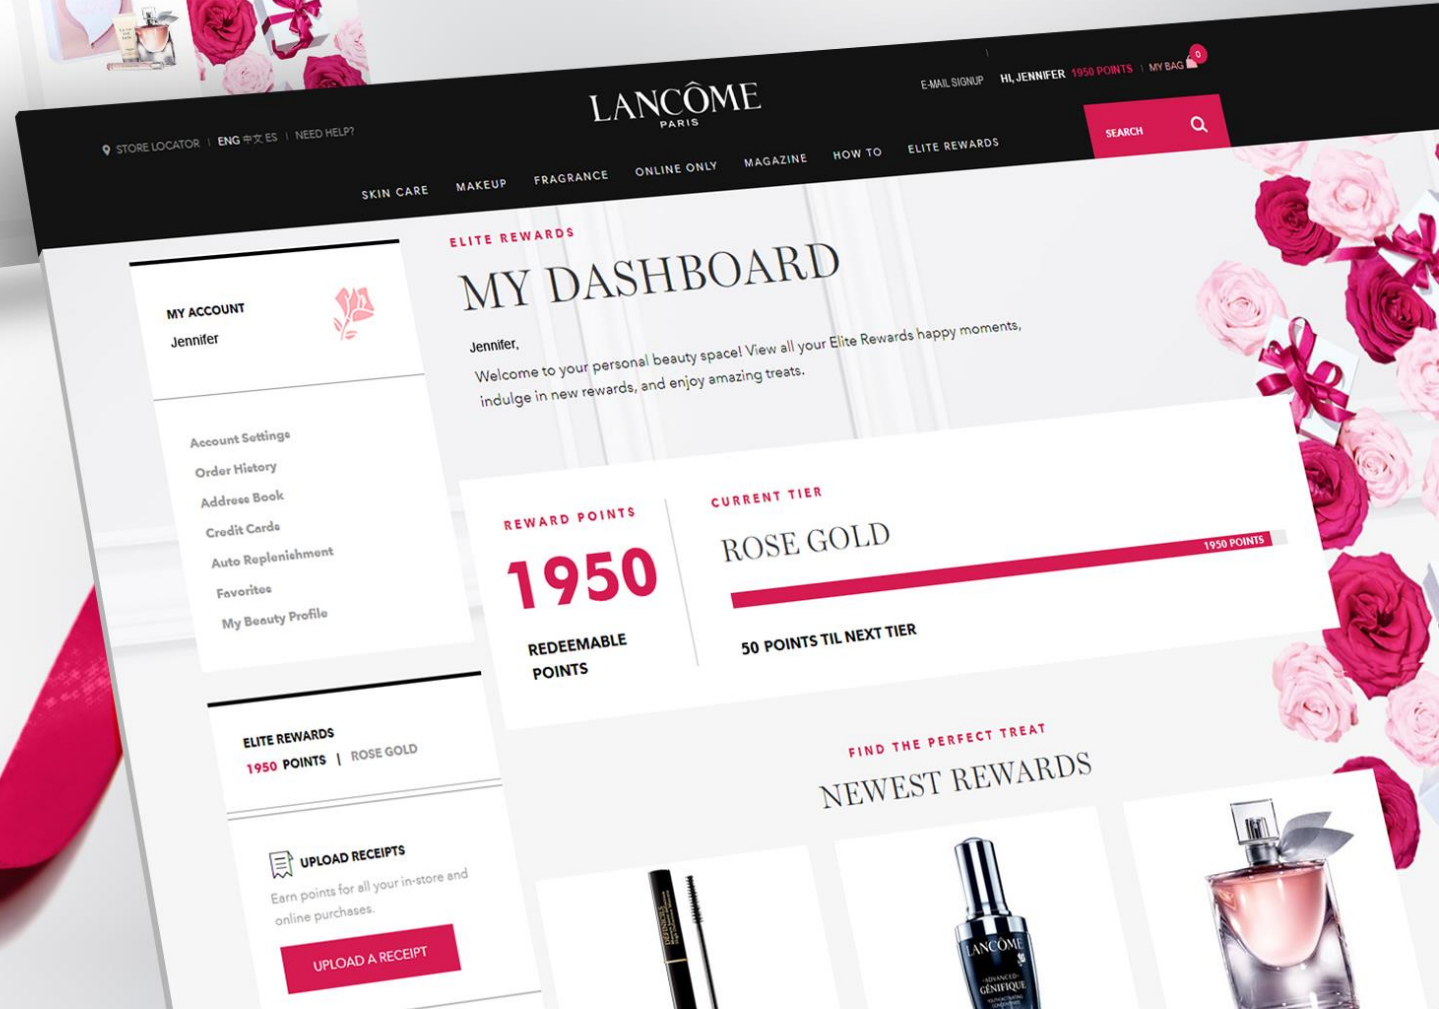 STORE LOCATOR | ENG 中文 ES | NEED HELP?
LANCÔME
PARIS
E-MAIL SIGNUP HI, JENNIFER 1950 POINTS | MY BAG 0
SEARCH
SKIN CARE MAKEUP FRAGRANCE ONLINE ONLY MAGAZINE HOW TO ELITE REWARDS
MY ACCOUNT
Jennifer
Account Settings
Order History
Address Book
Credit Cards
Auto Replenishment
Favorites
My Beauty Profile
ELITE REWARDS
1950 POINTS | ROSE GOLD
UPLOAD RECEIPTS
Earn points for all your in-store and
online purchases.
UPLOAD A RECEIPT
ELITE REWARDS
MY DASHBOARD
Jennifer,
Welcome to your personal beauty space! View all your Elite Rewards happy moments,
indulge in new rewards, and enjoy amazing treats.
REWARD POINTS
1950
REDEEMABLE
POINTS
CURRENT TIER
ROSE GOLD
1950 POINTS
50 POINTS TIL NEXT TIER
FIND THE PERFECT TREAT
NEWEST REWARDS
DÉFINICILS
LANCÔME
ADVANCED
GÉNIFIQUE